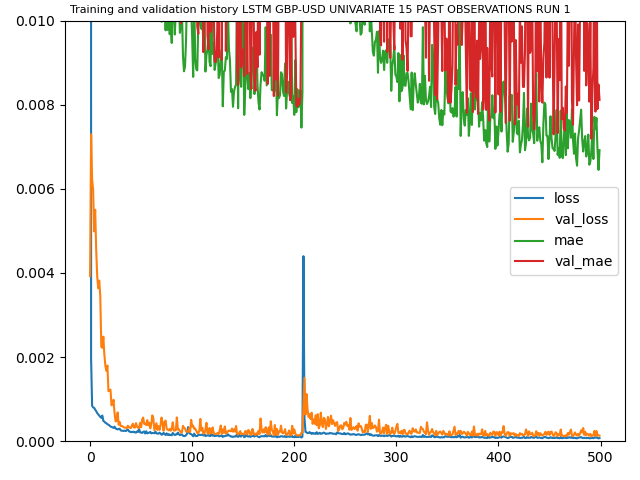 Training and validation history LSTM GBP-USD UNIVARIATE 15 PAST OBSERVATIONS RUN 1
0.010
0.008
0.006
0.004
0.002
0.000
0 100 200 300 400 500
loss
val_loss
mae
val_mae